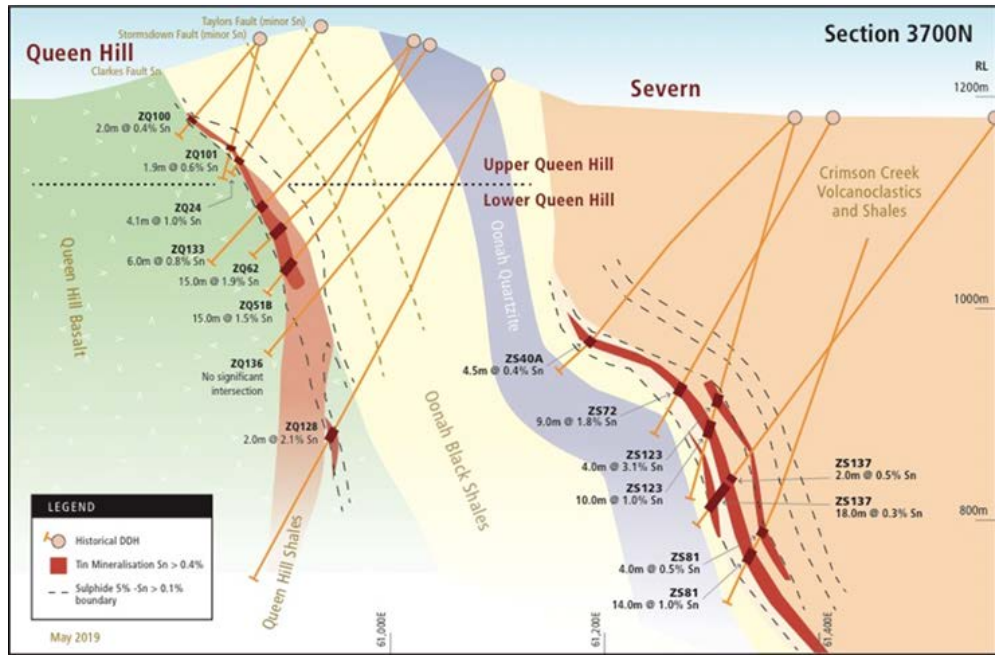 Section 3700N
Queen Hill
Taylors Fault (minor Sn)
Stormsdown Fault (minor Sn)
Clarkes Fault Sn
Severn
RL
1200m
ZQ100
2.0m @ 0.4% Sn
ZQ101
1.9m @ 0.6% Sn
Upper Queen Hill
Lower Queen Hill
Crimson Creek
Volcanoclastics
and Shales
ZQ24
4.1m @ 1.0% Sn
ZQ133
6.0m @ 0.8% Sn
ZQ62
15.0m @ 1.9% Sn
ZQ51B
15.0m @ 1.5% Sn
Queen Hill Basalt
Oonah Quartzite
1000m
ZQ136
No significant
intersection
ZS40A
4.5m @ 0.4% Sn
ZQ128
2.0m @ 2.1% Sn
Oonah Black Shales
ZS72
9.0m @ 1.8% Sn
ZS123
4.0m @ 3.1% Sn
ZS123
10.0m @ 1.0% Sn
ZS137
2.0m @ 0.5% Sn
ZS137
18.0m @ 0.3% Sn
800m
ZS81
4.0m @ 0.5% Sn
ZS81
14.0m @ 1.0% Sn
Queen Hill Shales
LEGEND
Historical DDH
Tin Mineralisation Sn > 0.4%
Sulphide 5% -Sn > 0.1%
boundary
May 2019
61,000E
61,200E
61,400E